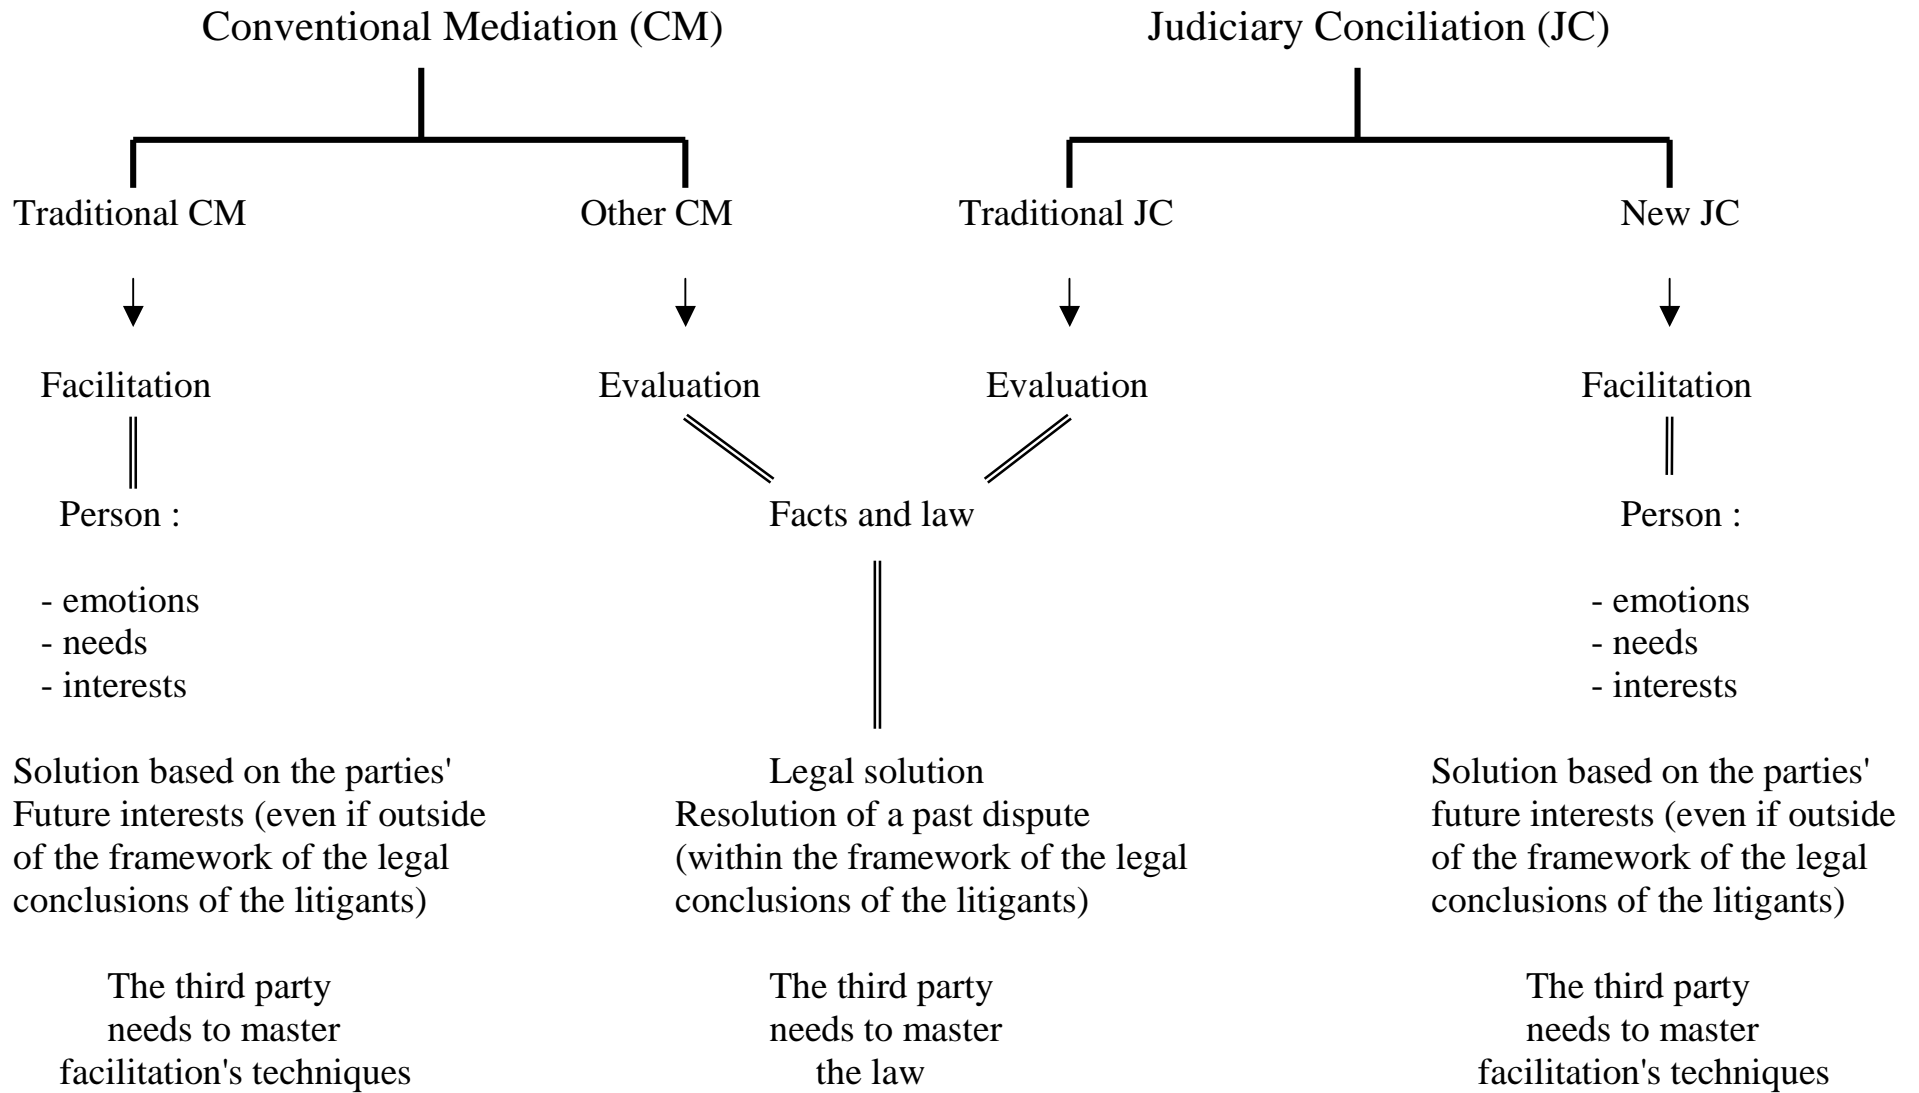 Conventional Mediation (CM)
Judiciary Conciliation (JC)
Traditional CM
Other CM
Traditional JC
New JC
Facilitation
Evaluation
Evaluation
Facilitation
Person :
Facts and law
Person :
- emotions
- needs
- interests
- emotions
- needs
- interests
Solution based on the parties'
Future interests (even if outside
of the framework of the legal
conclusions of the litigants)
Legal solution
Resolution of a past dispute
(within the framework of the legal
conclusions of the litigants)
Solution based on the parties'
future interests (even if outside
of the framework of the legal
conclusions of the litigants)
The third party
needs to master
facilitation's techniques
The third party
needs to master
the law
The third party
needs to master
facilitation's techniques